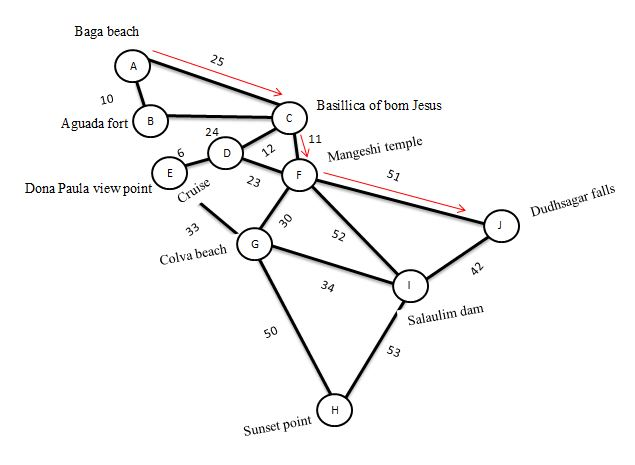 Baga beach
A
25
10
Basillica of bom Jesus
Aguada fort
B
C
24
11
Mangeshi temple
6
D
12
E
Dona Paula view point
Cruise
23
F
51
J
Dudhsagar falls
33
30
52
G
Colva beach
34
42
I
Salaulim dam
50
53
H
Sunset point